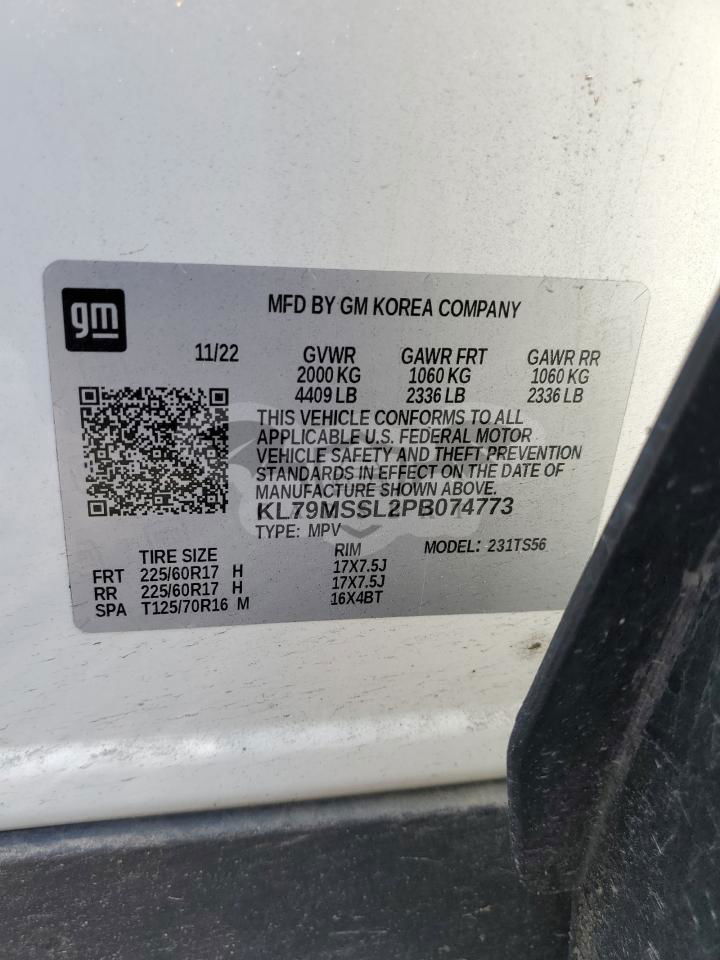 gm
MFD BY GM KOREA COMPANY
11/22 GVWR GAWR FRT GAWR RR
2000 KG 1060 KG 1060 KG
4409 LB 2336 LB 2336 LB
THIS VEHICLE CONFORMS TO ALL
APPLICABLE U.S. FEDERAL MOTOR
VEHICLE SAFETY AND THEFT PREVENTION
STANDARDS IN EFFECT ON THE DATE OF
MANUFACTURE SHOWN ABOVE.
KL79MSSL2PB074773
TYPE: MPV MODEL: 231TS56
TIRE SIZE RIM
FRT 225/60R17 H 17X7.5J
RR 225/60R17 H 17X7.5J
SPA T125/70R16 M 16X4BT